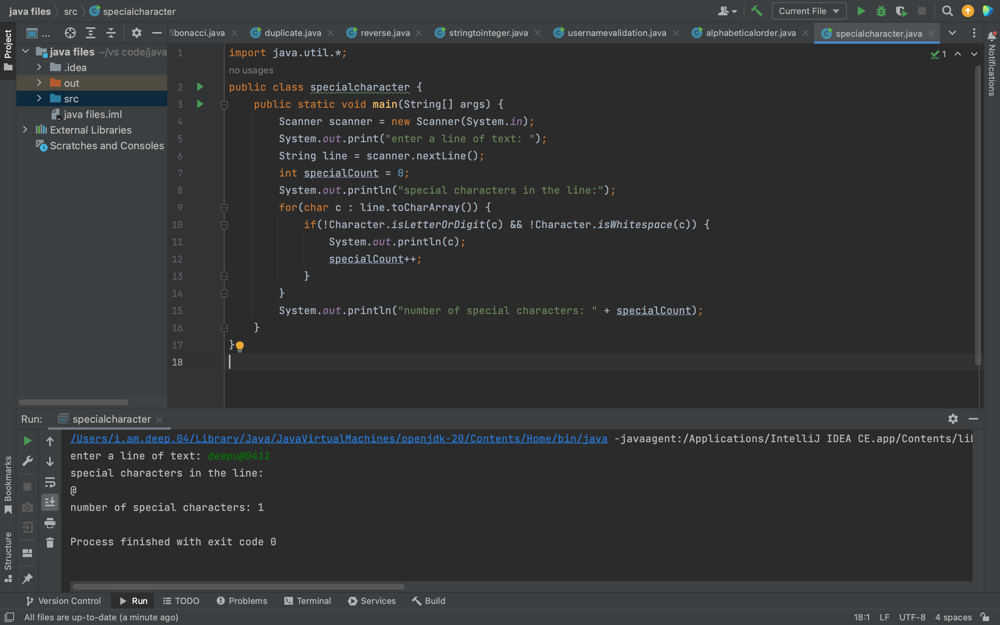 java files src specialcharacter
Current File
Project
...
fibonacci.java duplicate.java reverse.java stringtointeger.java usernamevalidation.java alphabeticalorder.java specialcharacter.java
Notifications
java files ~/vs code/java
.idea
out
src
java files.iml
External Libraries
Scratches and Consoles
1
1 import java.util.*;
no usages
2 public class specialcharacter {
3 public static void main(String[] args) {
4 Scanner scanner = new Scanner(System.in);
5 System.out.print("enter a line of text: ");
6 String line = scanner.nextLine();
7 int specialCount = 0;
8 System.out.println("special characters in the line:");
9 for(char c : line.toCharArray()) {
10 if(!Character.isLetterOrDigit(c) && !Character.isWhitespace(c)) {
11 System.out.println(c);
12 specialCount++;
13 }
14 }
15 System.out.println("number of special characters: " + specialCount);
16 }
17 }
18
Run: specialcharacter
/Users/i.am.deep.04/Library/Java/JavaVirtualMachines/openjdk-20/Contents/Home/bin/java -javaagent:/Applications/IntelliJ IDEA CE.app/Contents/lib
enter a line of text: deepu@0411
special characters in the line:
@
number of special characters: 1
Process finished with exit code 0
Bookmarks
Structure
Version Control Run TODO Problems Terminal Services Build
All files are up-to-date (a minute ago)
18:1 LF UTF-8 4 spaces